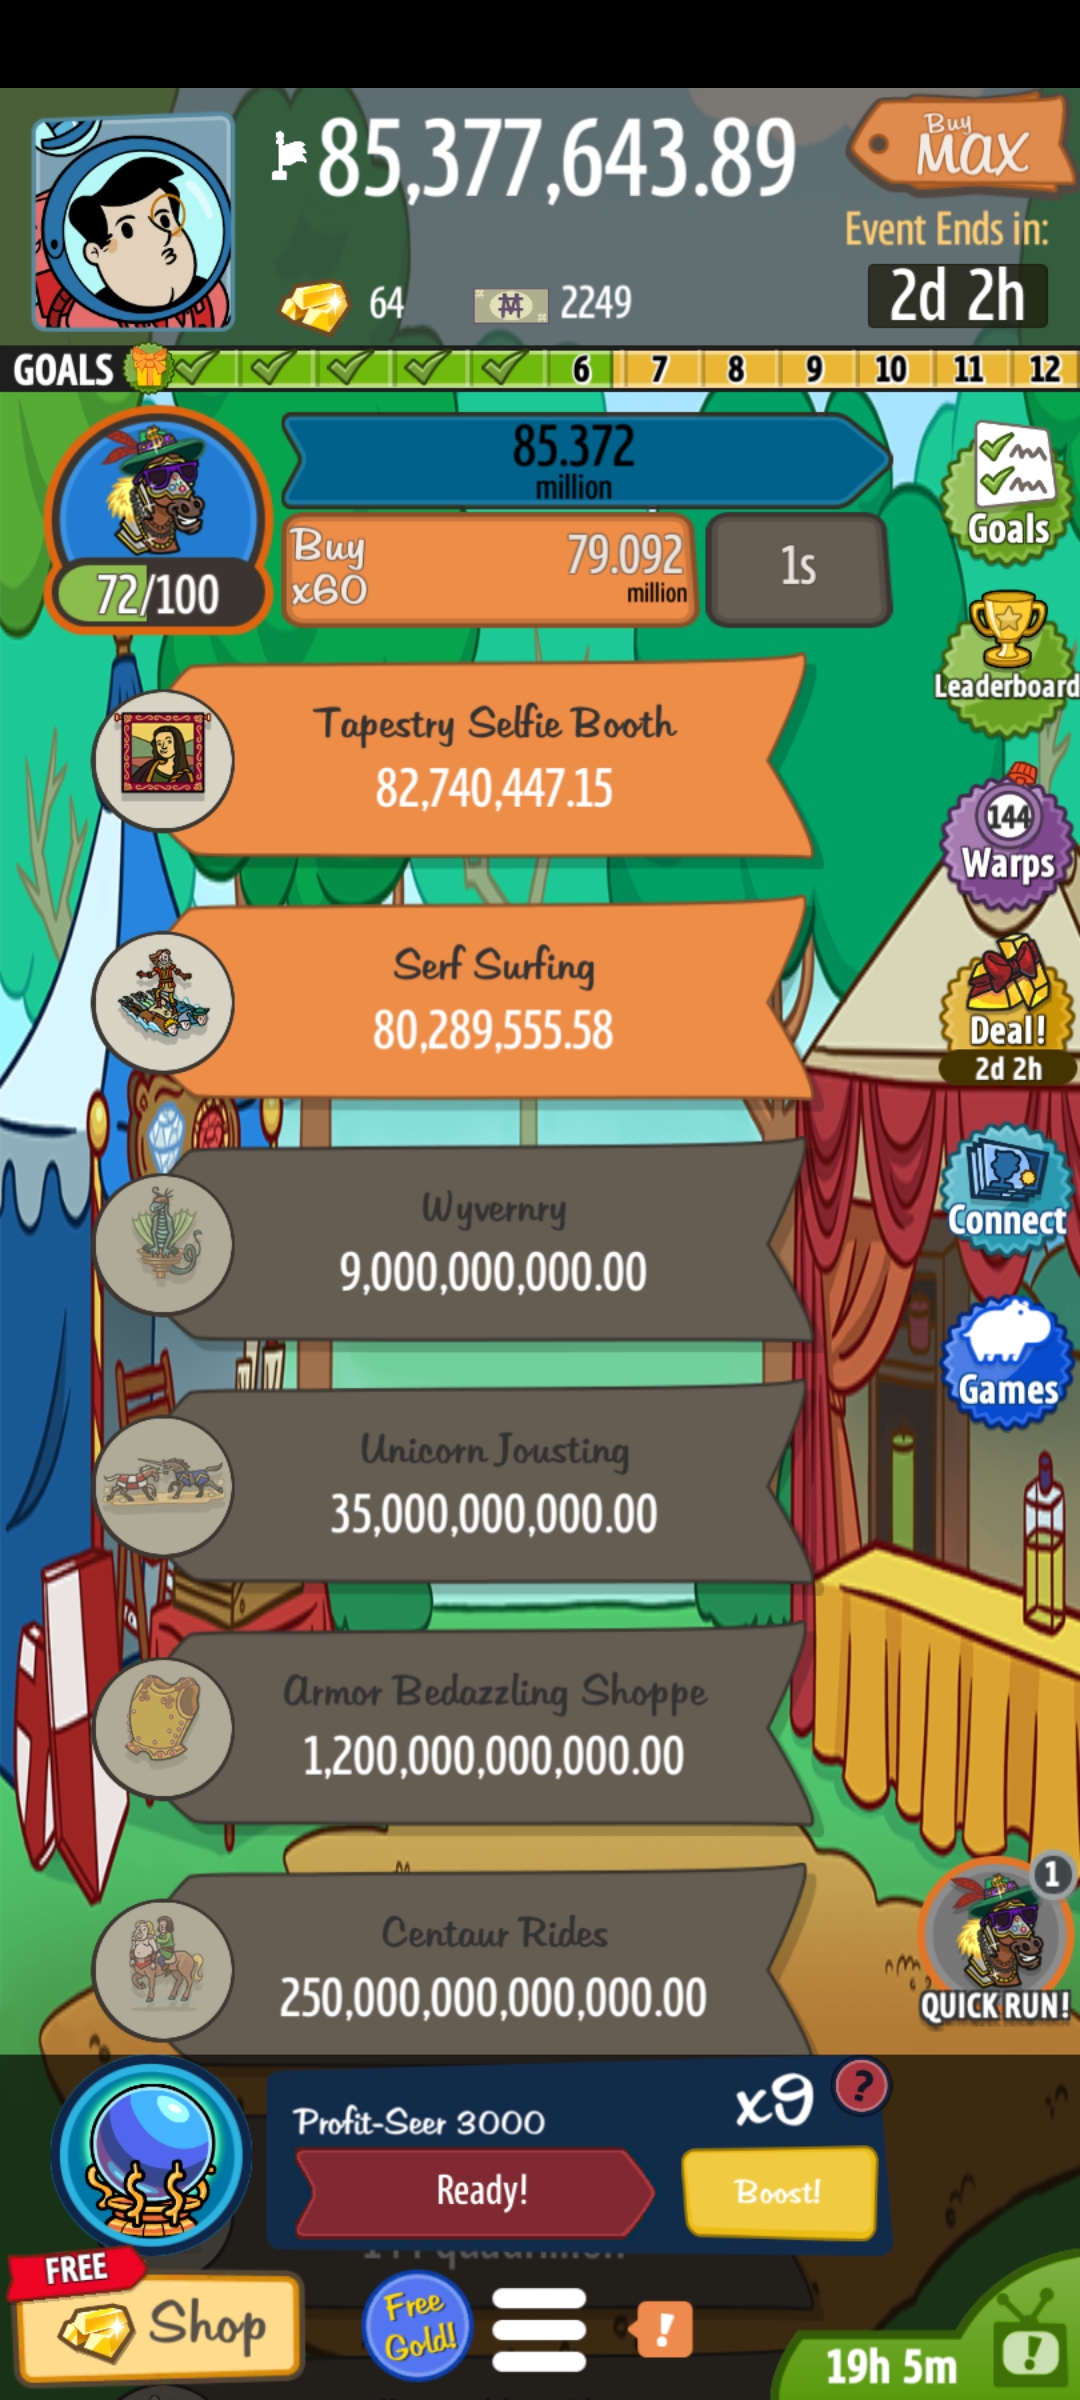 85,377,643.89
Buy
MAX
Event Ends in:
2d 2h
64
2249
GOALS
6 7 8 9 10 11 12
85.372
million
Buy
x60
79.092
million
1s
72/100
Goals
Leaderboard
Tapestry Selfie Booth
82,740,447.15
144
Warps
Serf Surfing
80,289,555.58
Deal!
2d 2h
Wyvernry
9,000,000,000.00
Connect
Unicorn Jousting
35,000,000,000.00
Games
Armor Bedazzling Shoppe
1,200,000,000,000.00
Centaur Rides
250,000,000,000,000.00
1
QUICK RUN!
Profit-Seer 3000
x9
?
Ready!
Boost!
FREE
Shop
Free
Gold!
!
19h 5m
!